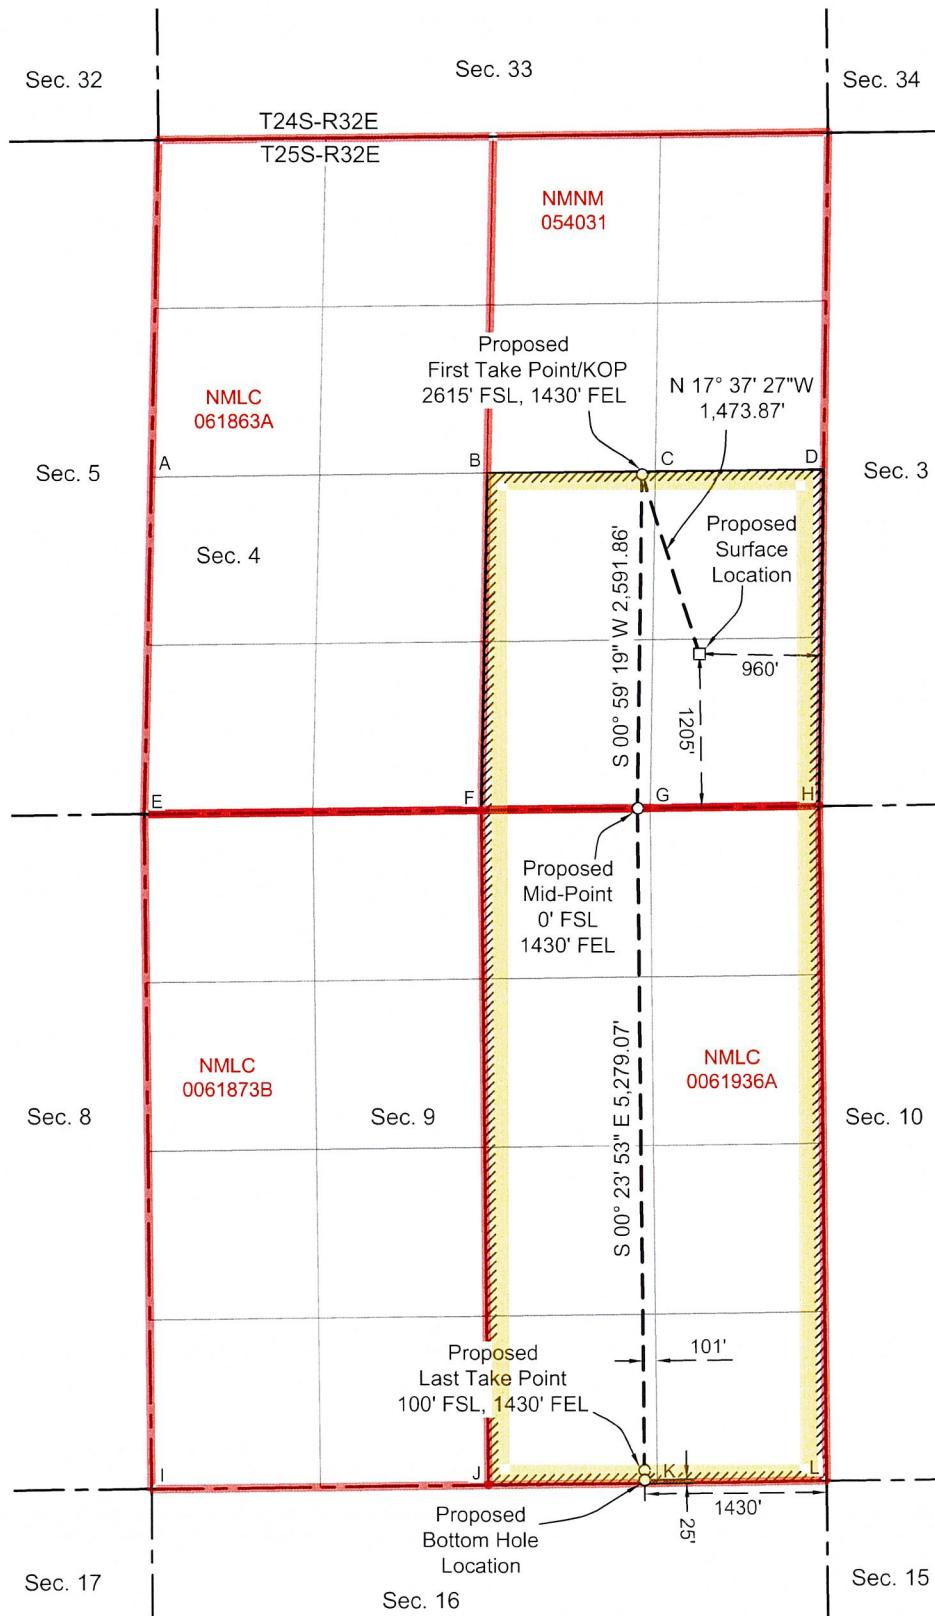 Sec. 32
Sec. 33
Sec. 34
T24S-R32E
T25S-R32E
NMNM
054031
Proposed
First Take Point/KOP
2615' FSL, 1430' FEL
N 17° 37' 27"W
1,473.87'
NMLC
061863A
A
B
C
D
Sec. 5
Sec. 3
Sec. 4
Proposed
Surface
Location
S 00° 59' 19" W 2,591.86'
960'
1205'
E
F
G
H
Proposed
Mid-Point
0' FSL
1430' FEL
NMLC
0061873B
NMLC
0061936A
Sec. 8
Sec. 9
Sec. 10
S 00° 23' 53" E 5,279.07'
Proposed
Last Take Point
100' FSL, 1430' FEL
101'
I
J
K
L
1430'
25'
Proposed
Bottom Hole
Location
Sec. 17
Sec. 16
Sec. 15